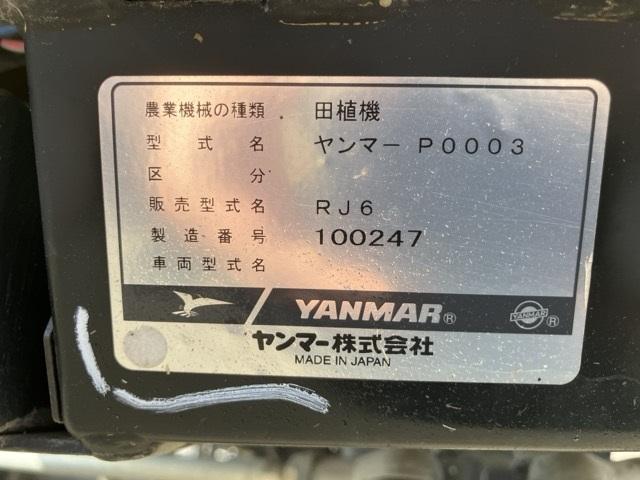 農業機械の種類 田植機
型式名 ヤンマー P0003
区分
販売型式名 RJ6
製造番号 100247
車両型式名
YANMAR® YANMAR ®
ヤンマー株式会社
MADE IN JAPAN